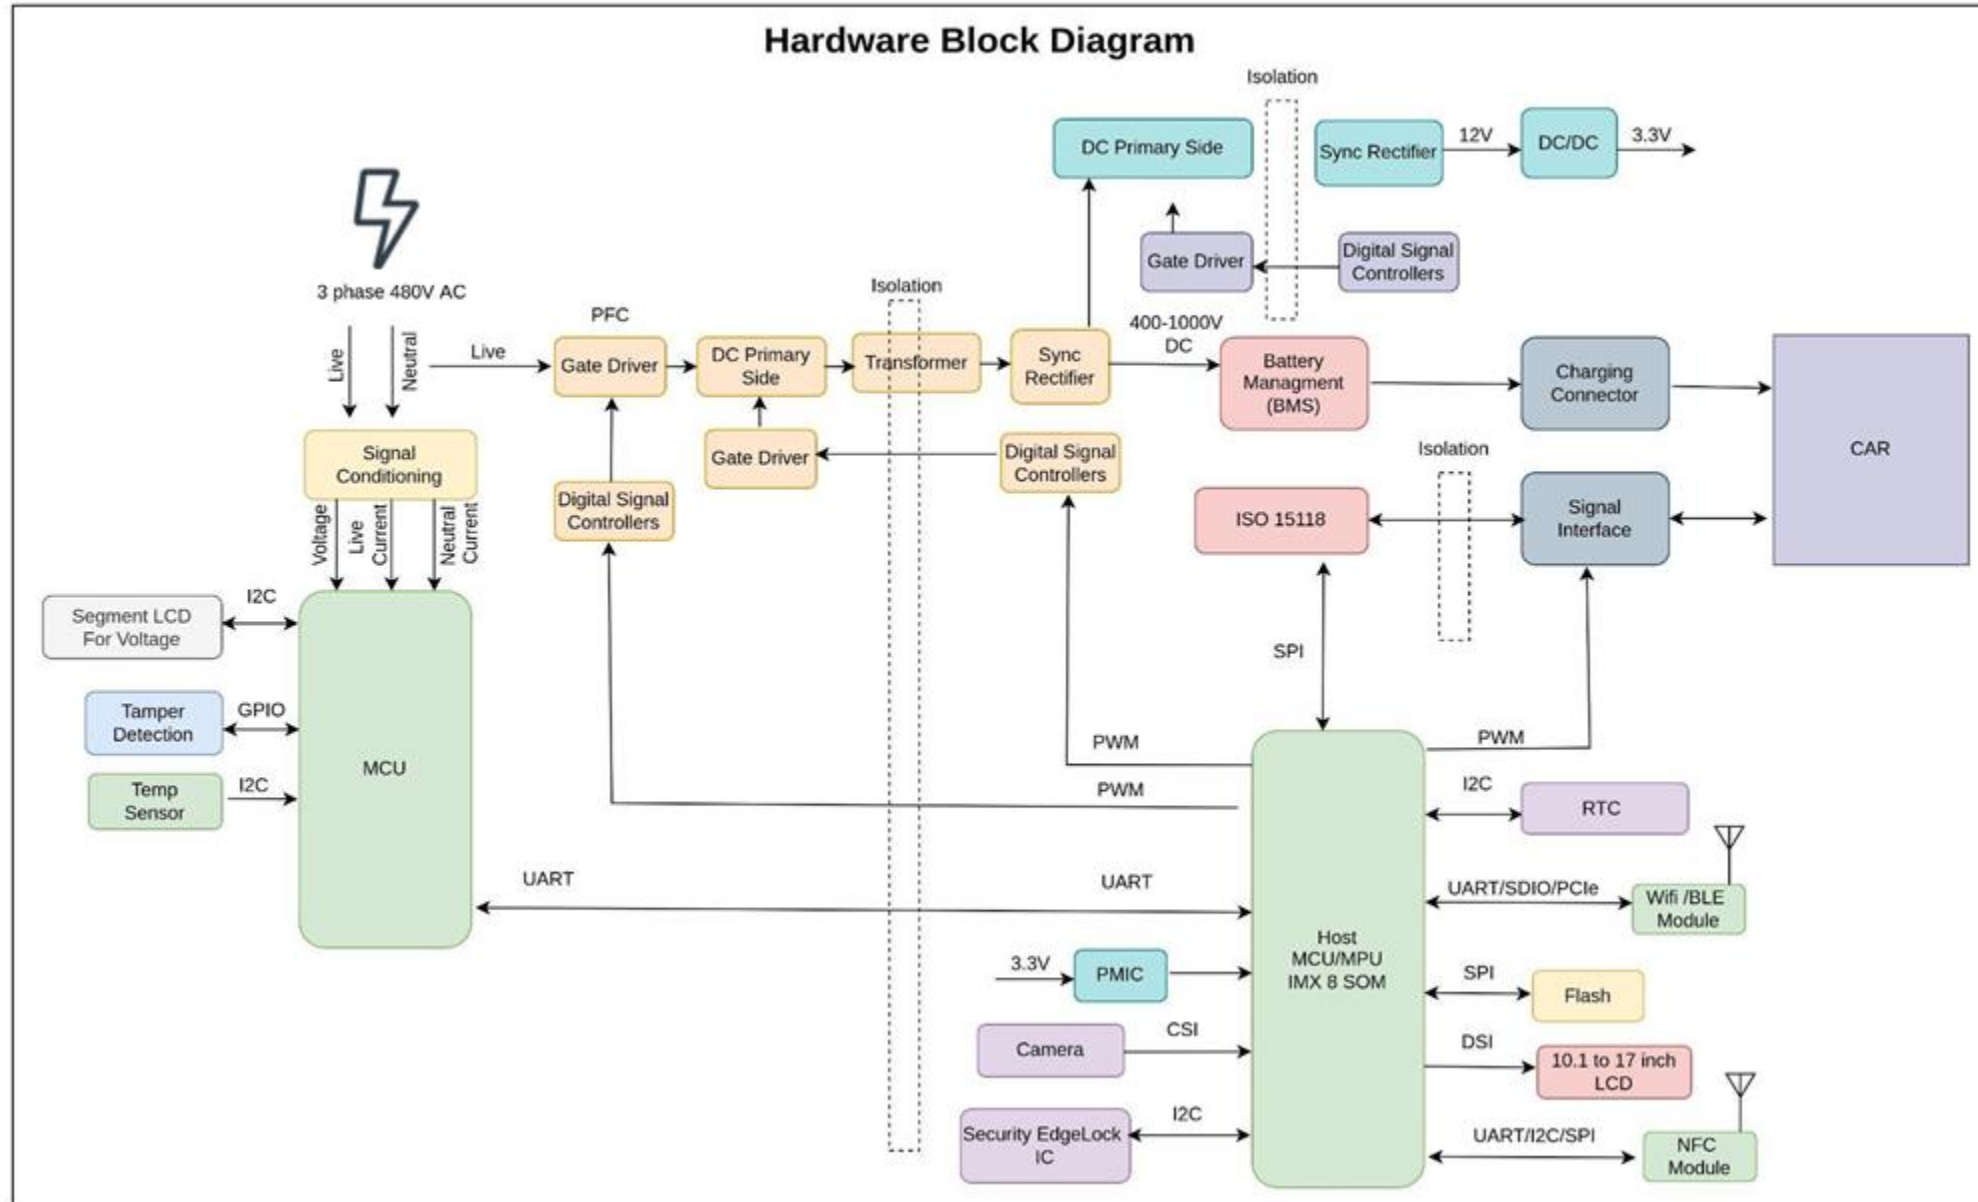 Hardware Block Diagram
Isolation
DC Primary Side
Sync Rectifier
12V
DC/DC
3.3V
Gate Driver
Digital Signal
Controllers
3 phase 480V AC
Live
Neutral
Live
PFC
Gate Driver
DC Primary
Side
Isolation
Transformer
Sync
Rectifier
400-1000V
DC
Battery
Managment
(BMS)
Charging
Connector
CAR
Signal
Conditioning
Gate Driver
Digital Signal
Controllers
Digital Signal
Controllers
Isolation
ISO 15118
Signal
Interface
Voltage
Live
Current
Neutral
Current
Segment LCD
For Voltage
I2C
Tamper
Detection
GPIO
Temp
Sensor
I2C
MCU
SPI
PWM
PWM
PWM
I2C
RTC
UART
UART
UART/SDIO/PCIe
Wifi /BLE
Module
Host
MCU/MPU
IMX 8 SOM
3.3V
PMIC
SPI
Flash
Camera
CSI
DSI
10.1 to 17 inch
LCD
Security EdgeLock
IC
I2C
UART/I2C/SPI
NFC
Module